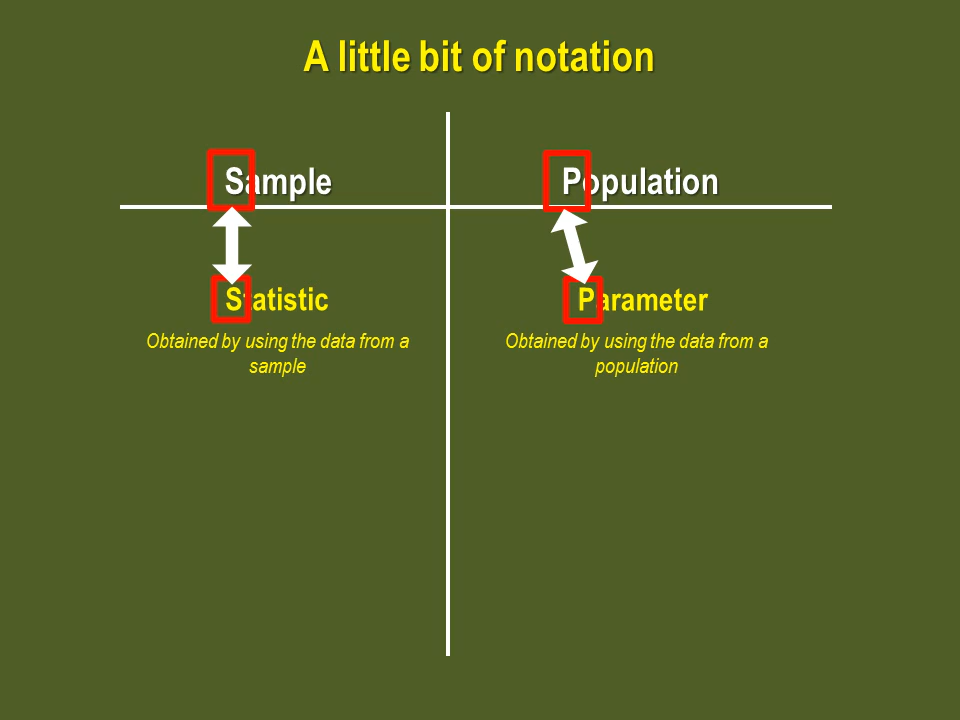 A little bit of notation
Sample
Population
Statistic
Obtained by using the data from a
sample
Parameter
Obtained by using the data from a
population